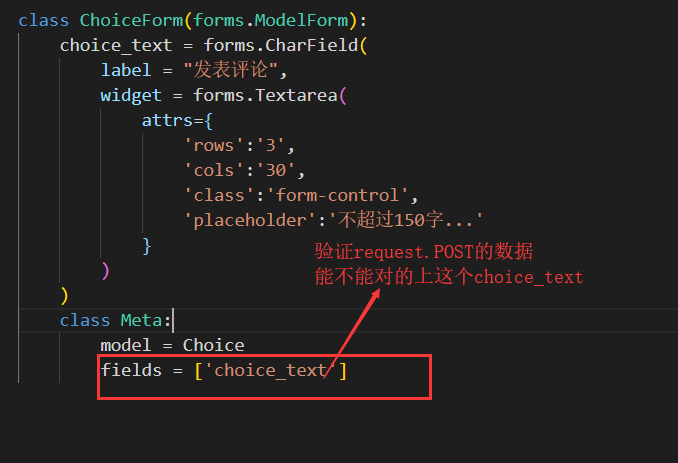 class ChoiceForm(forms.ModelForm):
choice_text = forms.CharField(
label = "发表评论",
widget = forms.Textarea(
attrs={
'rows':'3',
'cols':'30',
'class':'form-control',
'placeholder':'不超过150字...'
}
)
)
验证request.POST的数据
能不能对的上这个choice_text
class Meta:
model = Choice
fields = ['choice_text']